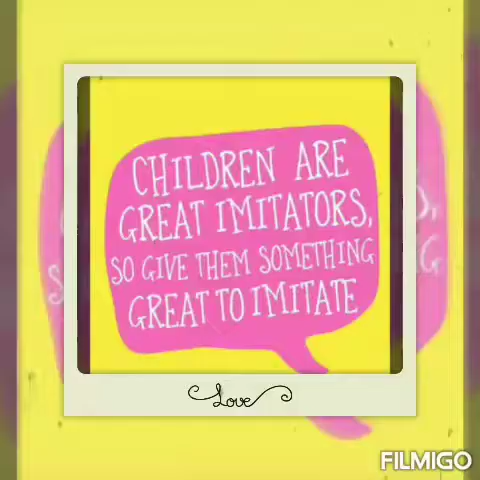 CHILDREN ARE
GREAT IMITATORS,
SO GIVE THEM SOMETHING
GREAT TO IMITATE
Love
FILMIGO